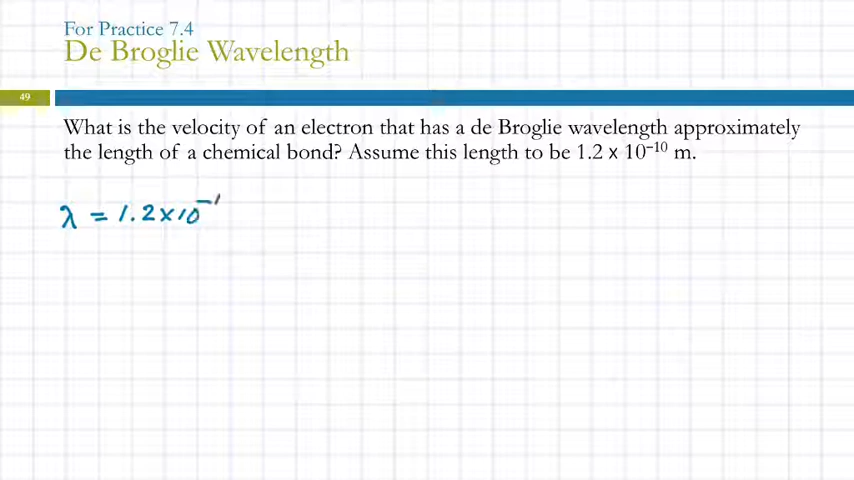 For Practice 7.4
De Broglie Wavelength
49
What is the velocity of an electron that has a de Broglie wavelength approximately
the length of a chemical bond? Assume this length to be 1.2 x 10⁻¹⁰ m.
λ = 1.2 x 10⁻¹